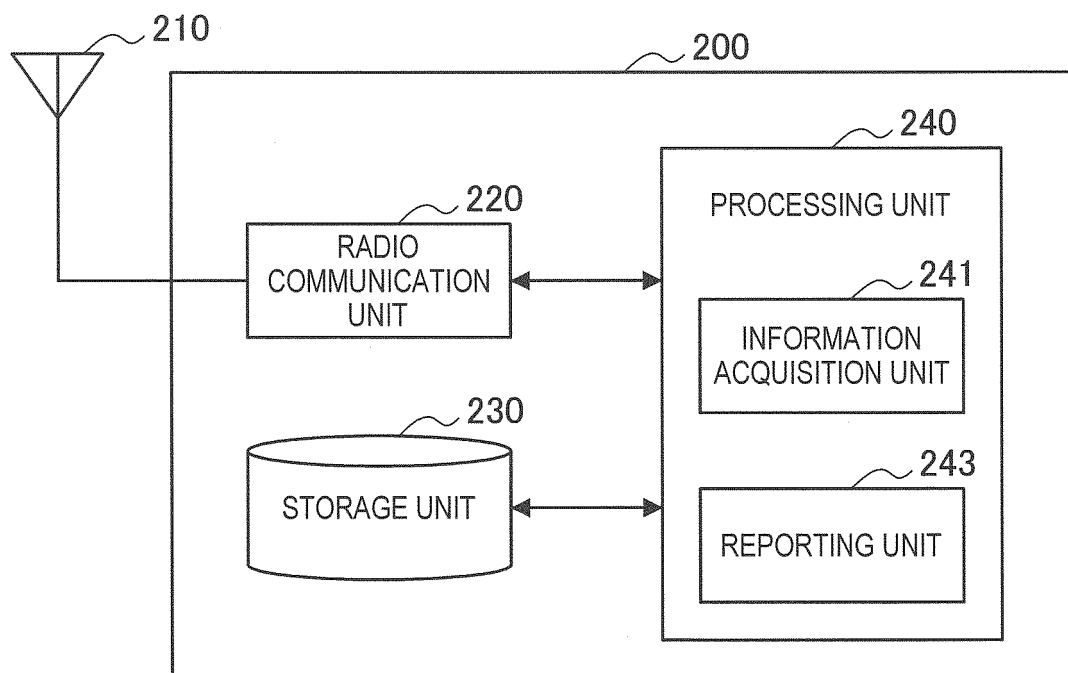 210
200
240
PROCESSING UNIT
220
RADIO
COMMUNICATION
UNIT
241
INFORMATION
ACQUISITION UNIT
230
STORAGE UNIT
243
REPORTING UNIT